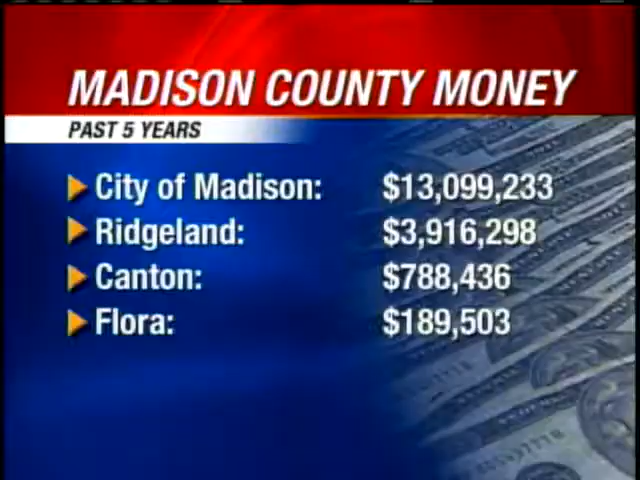 MADISON COUNTY MONEY
PAST 5 YEARS
City of Madison: $13,099,233
Ridgeland: $3,916,298
Canton: $788,436
Flora: $189,503